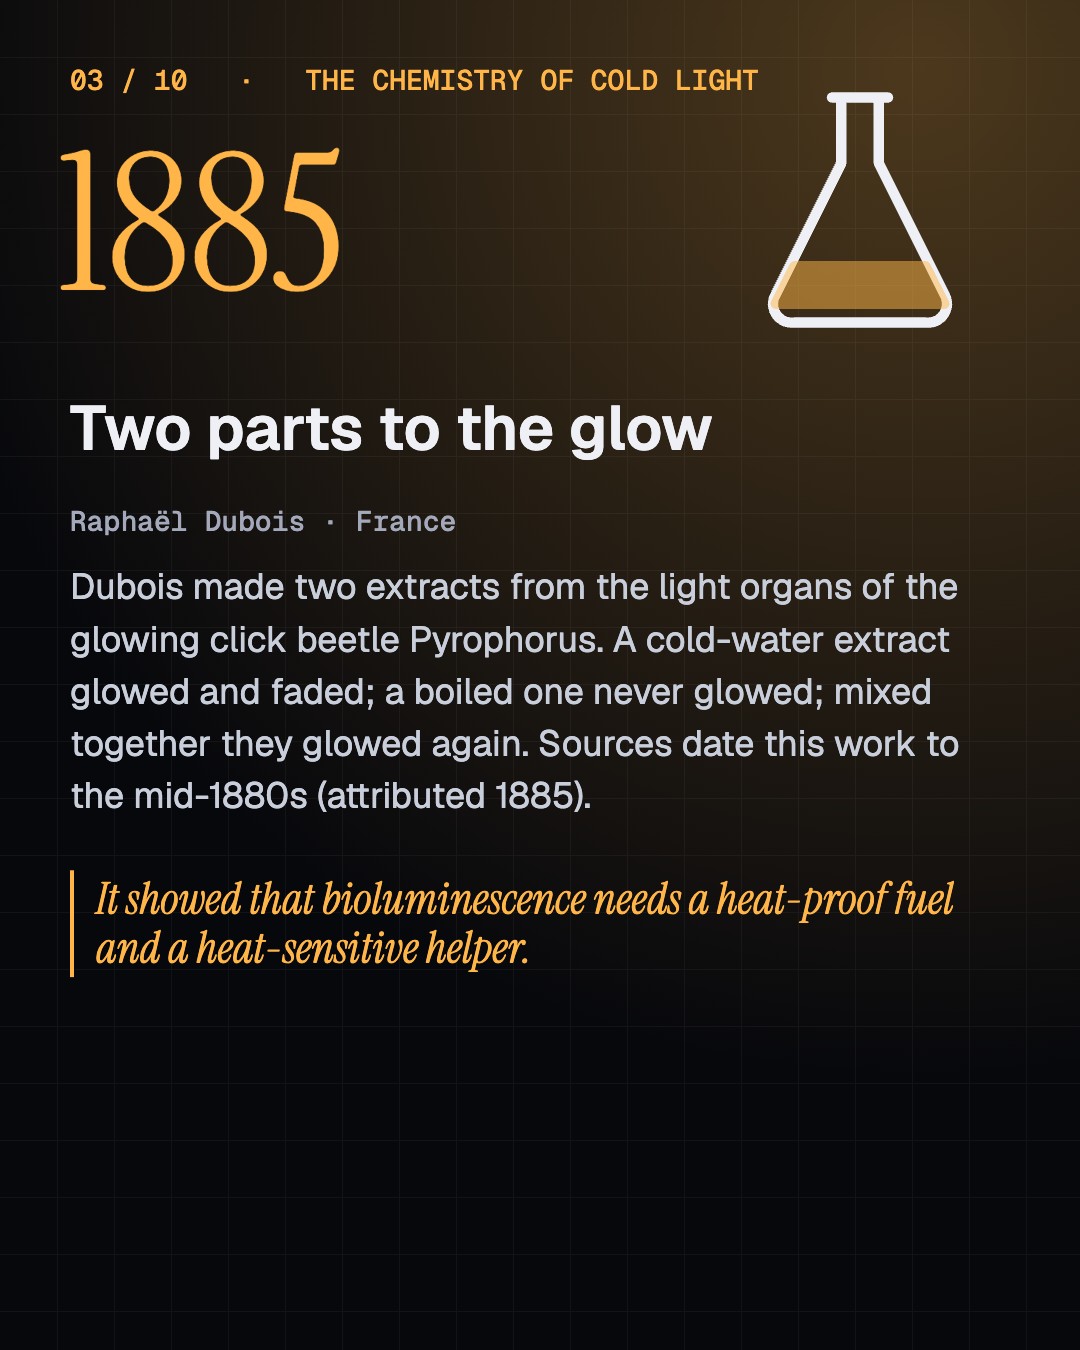 03 / 10 · THE CHEMISTRY OF COLD LIGHT
1885
Two parts to the glow
Raphaël Dubois · France
Dubois made two extracts from the light organs of the
glowing click beetle Pyrophorus. A cold-water extract
glowed and faded; a boiled one never glowed; mixed
together they glowed again. Sources date this work to
the mid-1880s (attributed 1885).
It showed that bioluminescence needs a heat-proof fuel
and a heat-sensitive helper.